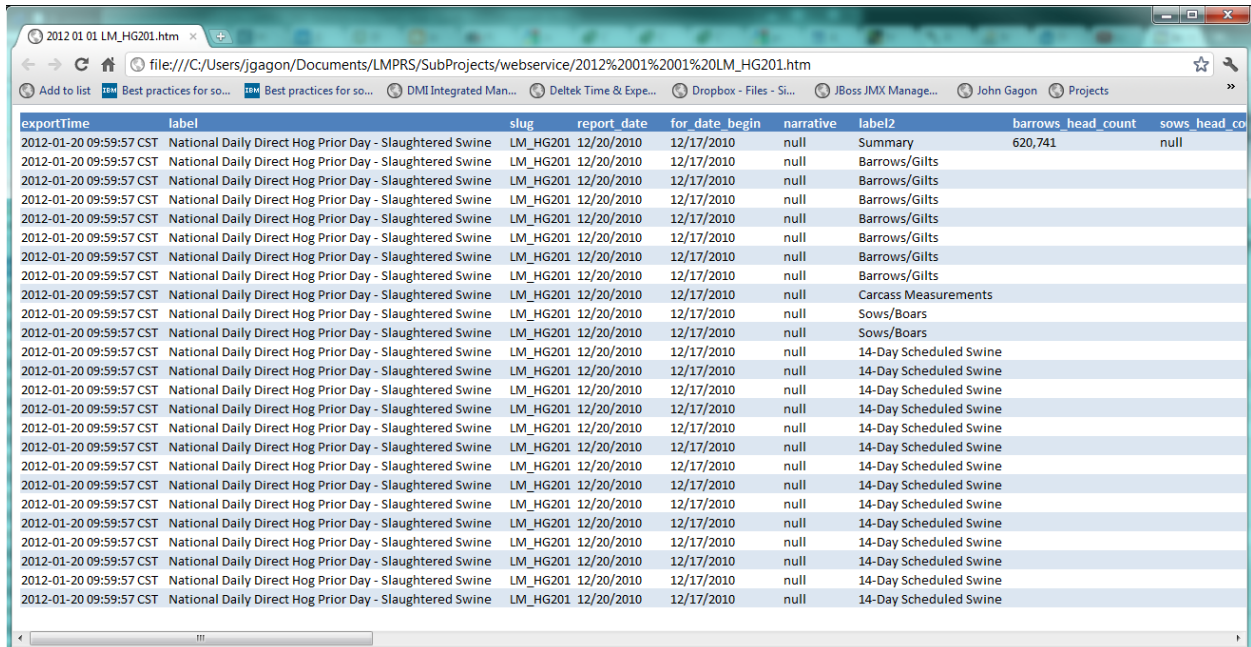 2012 01 01 LM_HG201.htm
file:///C:/Users/jgagon/Documents/LMPRS/SubProjects/webservice/2012%2001%2001%20LM_HG201.htm
Add to list IBM Best practices for so... IBM Best practices for so... DMI Integrated Man... Deltek Time & Expe... Dropbox - Files - Si... JBoss JMX Manage... John Gagon Projects »
exportTime label slug report_date for_date_begin narrative label2 barrows_head_count sows_head_cou
2012-01-20 09:59:57 CST National Daily Direct Hog Prior Day - Slaughtered Swine LM_HG201 12/20/2010 12/17/2010 null Summary 620,741 null
2012-01-20 09:59:57 CST National Daily Direct Hog Prior Day - Slaughtered Swine LM_HG201 12/20/2010 12/17/2010 null Barrows/Gilts
2012-01-20 09:59:57 CST National Daily Direct Hog Prior Day - Slaughtered Swine LM_HG201 12/20/2010 12/17/2010 null Barrows/Gilts
2012-01-20 09:59:57 CST National Daily Direct Hog Prior Day - Slaughtered Swine LM_HG201 12/20/2010 12/17/2010 null Barrows/Gilts
2012-01-20 09:59:57 CST National Daily Direct Hog Prior Day - Slaughtered Swine LM_HG201 12/20/2010 12/17/2010 null Barrows/Gilts
2012-01-20 09:59:57 CST National Daily Direct Hog Prior Day - Slaughtered Swine LM_HG201 12/20/2010 12/17/2010 null Barrows/Gilts
2012-01-20 09:59:57 CST National Daily Direct Hog Prior Day - Slaughtered Swine LM_HG201 12/20/2010 12/17/2010 null Barrows/Gilts
2012-01-20 09:59:57 CST National Daily Direct Hog Prior Day - Slaughtered Swine LM_HG201 12/20/2010 12/17/2010 null Barrows/Gilts
2012-01-20 09:59:57 CST National Daily Direct Hog Prior Day - Slaughtered Swine LM_HG201 12/20/2010 12/17/2010 null Carcass Measurements
2012-01-20 09:59:57 CST National Daily Direct Hog Prior Day - Slaughtered Swine LM_HG201 12/20/2010 12/17/2010 null Sows/Boars
2012-01-20 09:59:57 CST National Daily Direct Hog Prior Day - Slaughtered Swine LM_HG201 12/20/2010 12/17/2010 null Sows/Boars
2012-01-20 09:59:57 CST National Daily Direct Hog Prior Day - Slaughtered Swine LM_HG201 12/20/2010 12/17/2010 null 14-Day Scheduled Swine
2012-01-20 09:59:57 CST National Daily Direct Hog Prior Day - Slaughtered Swine LM_HG201 12/20/2010 12/17/2010 null 14-Day Scheduled Swine
2012-01-20 09:59:57 CST National Daily Direct Hog Prior Day - Slaughtered Swine LM_HG201 12/20/2010 12/17/2010 null 14-Day Scheduled Swine
2012-01-20 09:59:57 CST National Daily Direct Hog Prior Day - Slaughtered Swine LM_HG201 12/20/2010 12/17/2010 null 14-Day Scheduled Swine
2012-01-20 09:59:57 CST National Daily Direct Hog Prior Day - Slaughtered Swine LM_HG201 12/20/2010 12/17/2010 null 14-Day Scheduled Swine
2012-01-20 09:59:57 CST National Daily Direct Hog Prior Day - Slaughtered Swine LM_HG201 12/20/2010 12/17/2010 null 14-Day Scheduled Swine
2012-01-20 09:59:57 CST National Daily Direct Hog Prior Day - Slaughtered Swine LM_HG201 12/20/2010 12/17/2010 null 14-Day Scheduled Swine
2012-01-20 09:59:57 CST National Daily Direct Hog Prior Day - Slaughtered Swine LM_HG201 12/20/2010 12/17/2010 null 14-Day Scheduled Swine
2012-01-20 09:59:57 CST National Daily Direct Hog Prior Day - Slaughtered Swine LM_HG201 12/20/2010 12/17/2010 null 14-Day Scheduled Swine
2012-01-20 09:59:57 CST National Daily Direct Hog Prior Day - Slaughtered Swine LM_HG201 12/20/2010 12/17/2010 null 14-Day Scheduled Swine
2012-01-20 09:59:57 CST National Daily Direct Hog Prior Day - Slaughtered Swine LM_HG201 12/20/2010 12/17/2010 null 14-Day Scheduled Swine
2012-01-20 09:59:57 CST National Daily Direct Hog Prior Day - Slaughtered Swine LM_HG201 12/20/2010 12/17/2010 null 14-Day Scheduled Swine
2012-01-20 09:59:57 CST National Daily Direct Hog Prior Day - Slaughtered Swine LM_HG201 12/20/2010 12/17/2010 null 14-Day Scheduled Swine
2012-01-20 09:59:57 CST National Daily Direct Hog Prior Day - Slaughtered Swine LM_HG201 12/20/2010 12/17/2010 null 14-Day Scheduled Swine